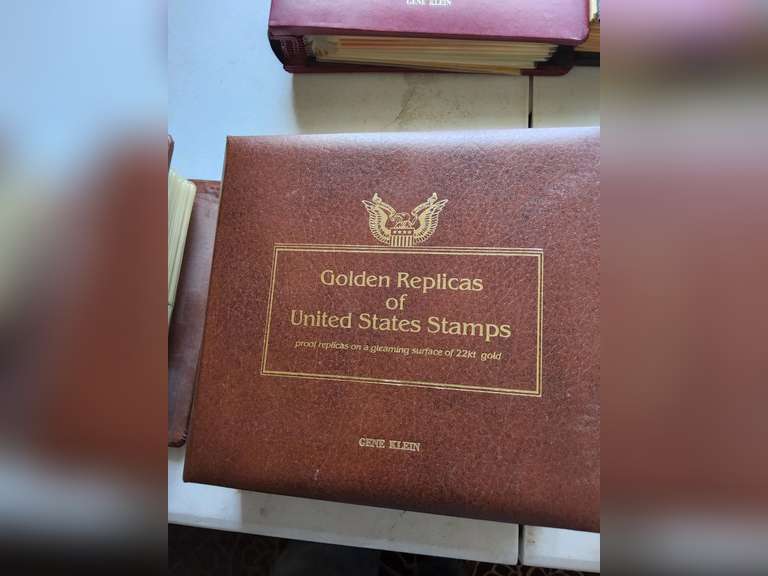 GENE KLEIN
Golden Replicas
of
United States Stamps
proof replicas on a gleaming surface of 22kt gold
GENE KLEIN